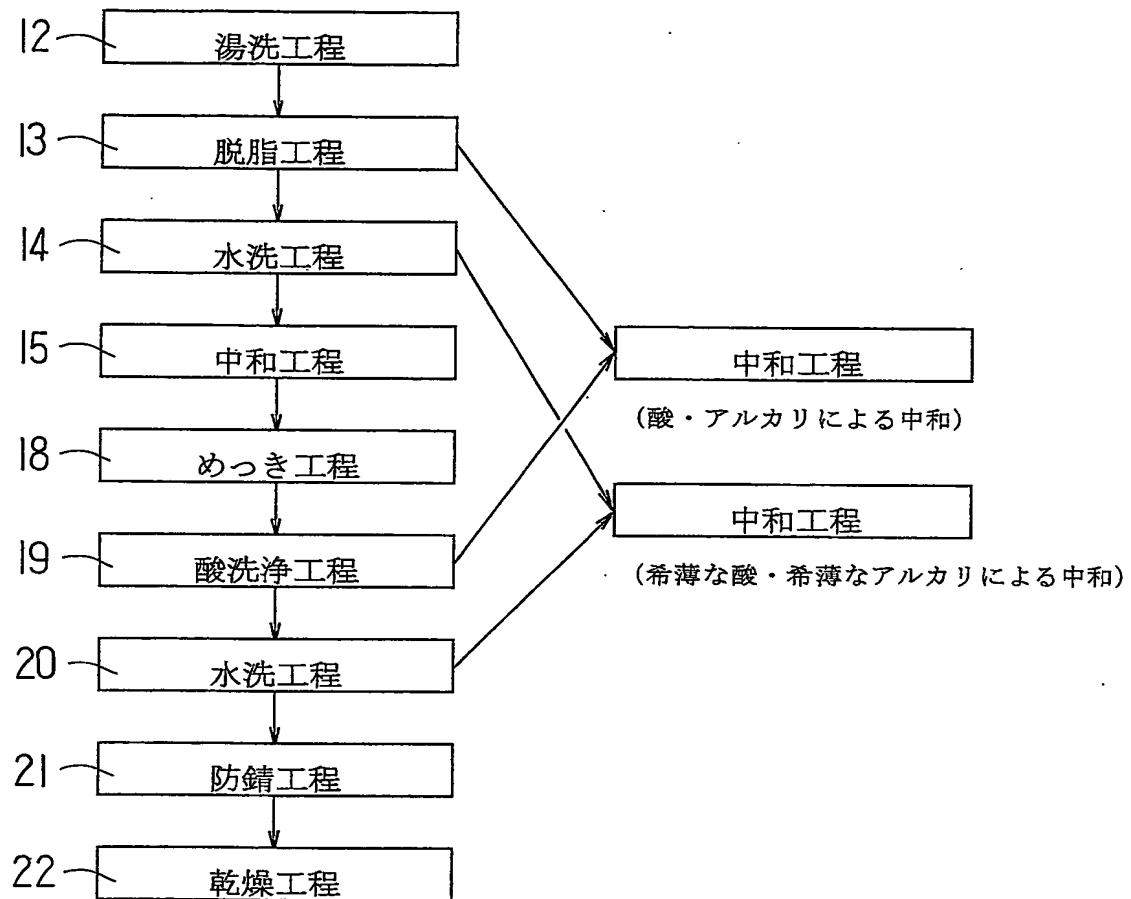 12 湯洗工程
13 脱脂工程
14 水洗工程
15 中和工程
中和工程
(酸・アルカリによる中和)
18 めっき工程
中和工程
19 酸洗浄工程
(希薄な酸・希薄なアルカリによる中和)
20 水洗工程
21 防錆工程
22 乾燥工程